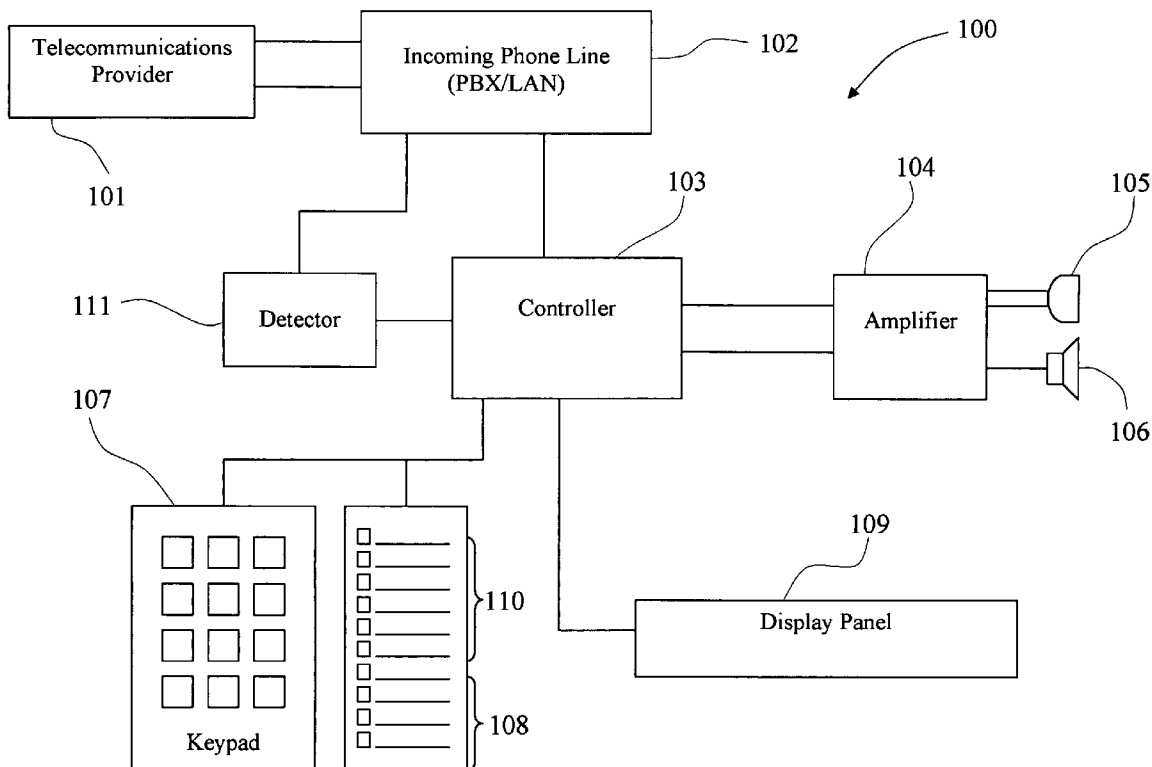 Telecommunications
Provider
Incoming Phone Line
(PBX/LAN)
102
100
101
103
104
105
111
Detector
Controller
Amplifier
106
107
109
110
Display Panel
108
Keypad